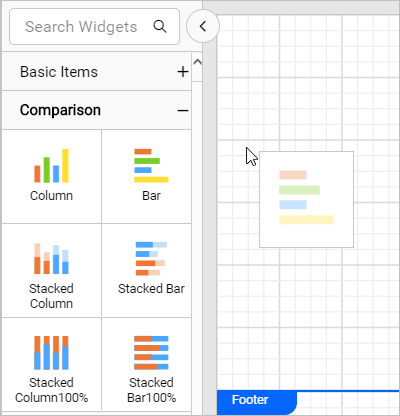 Search Widgets
Basic Items
Comparison
Column
Bar
Stacked
Column
Stacked Bar
Stacked
Column100%
Stacked
Bar100%
Footer